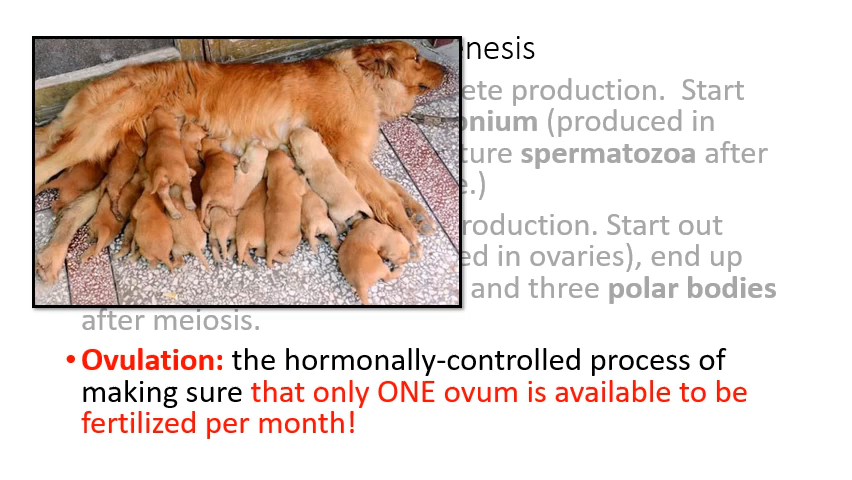 enesis
ete production. Start
onium (produced in
ture spermatozoa after
e.)
roduction. Start out
ed in ovaries), end up
and three polar bodies
after meiosis.
•Ovulation: the hormonally-controlled process of
making sure that only ONE ovum is available to be
fertilized per month!